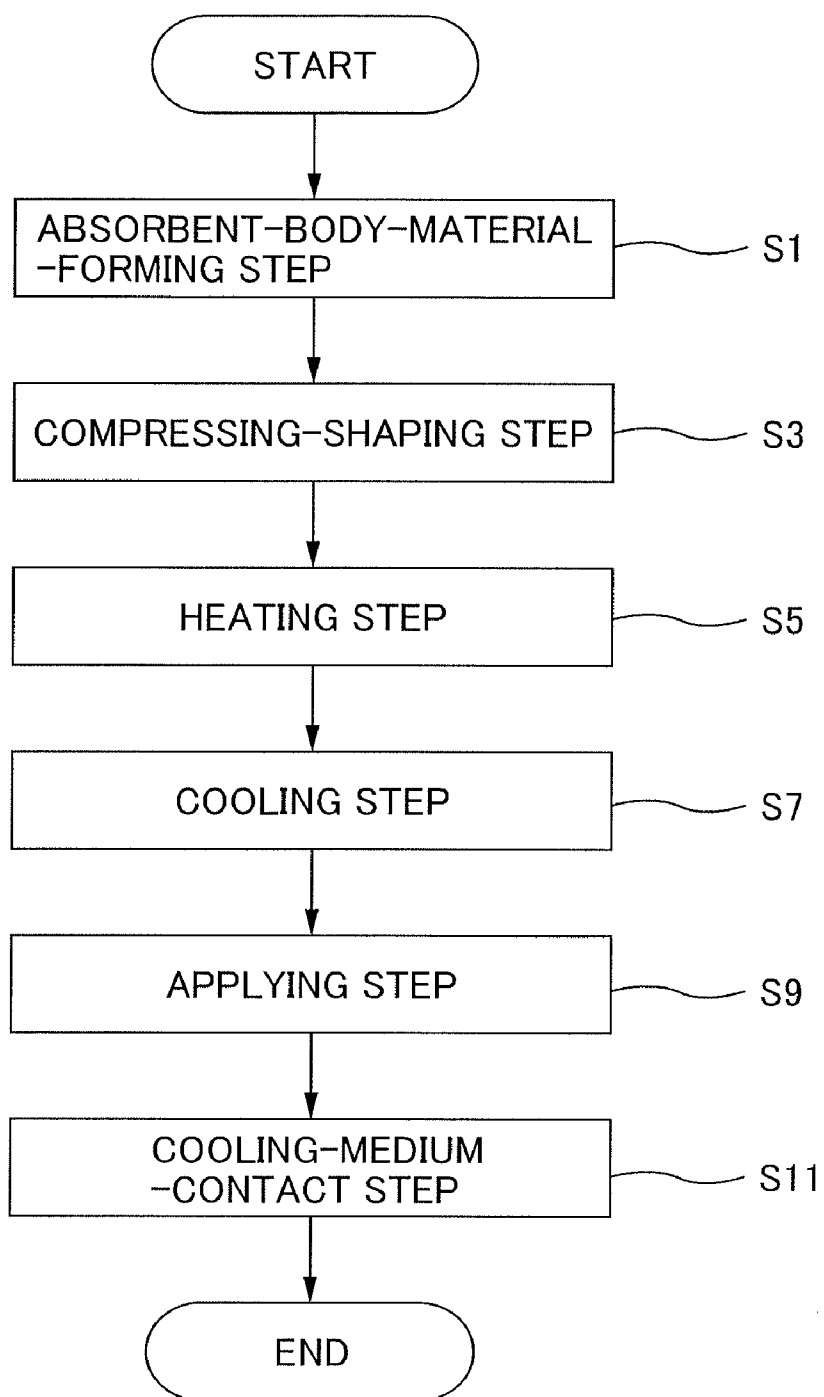 START
ABSORBENT-BODY-MATERIAL
-FORMING STEP
S1
COMPRESSING-SHAPING STEP
S3
HEATING STEP
S5
COOLING STEP
S7
APPLYING STEP
S9
COOLING-MEDIUM
-CONTACT STEP
S11
END